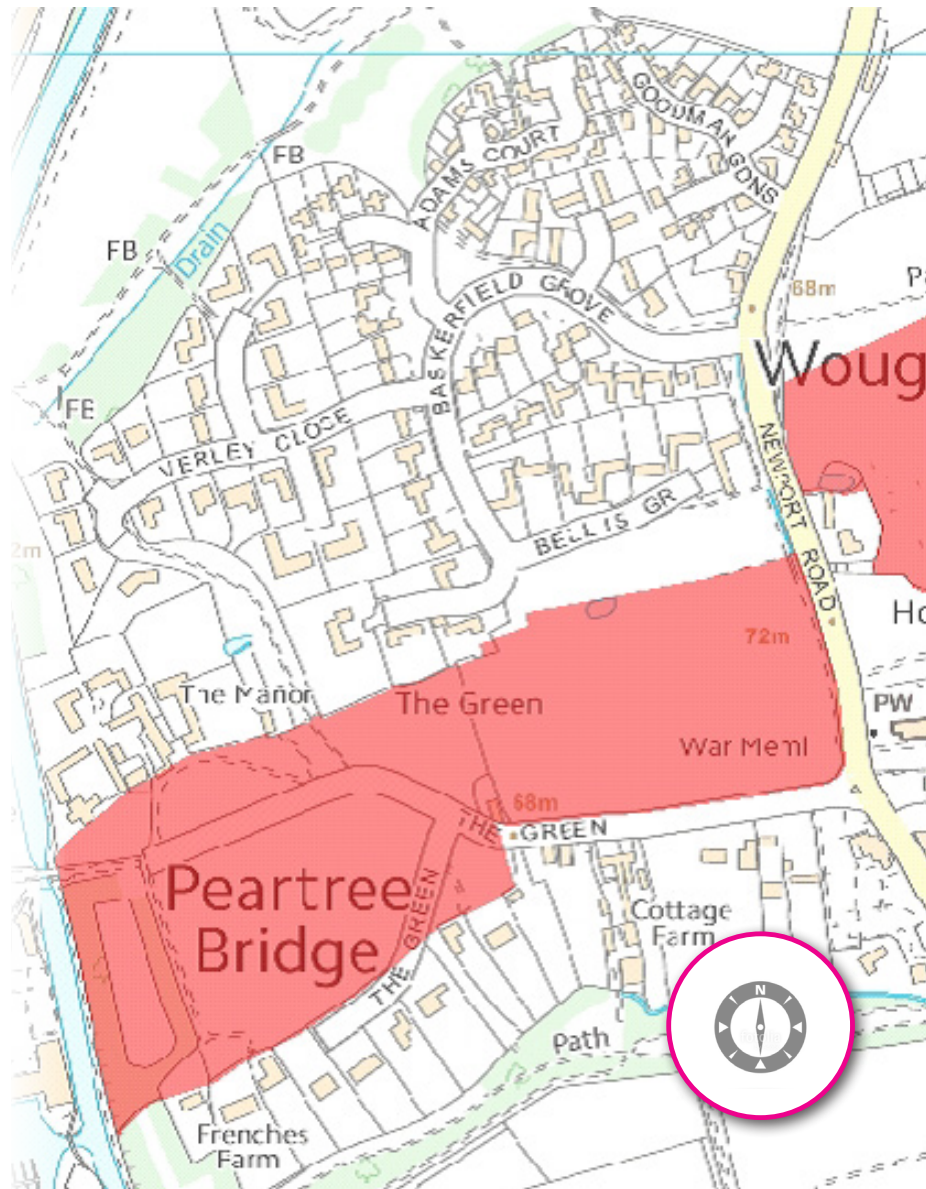 GOODMAN GDNS
ADAMS COURT
FB
FB
Drain
68m
BASKERFIELD GROVE
Woug
FB
VERLEY CLOSE
NEWPORT ROAD
BELLIS GR
2m
72m
Ho
The Manor
The Green
PW
War Meml
68m
THE GREEN
Peartree
Bridge
THE GREEN
Cottage
Farm
N
Path
Frenches
Farm